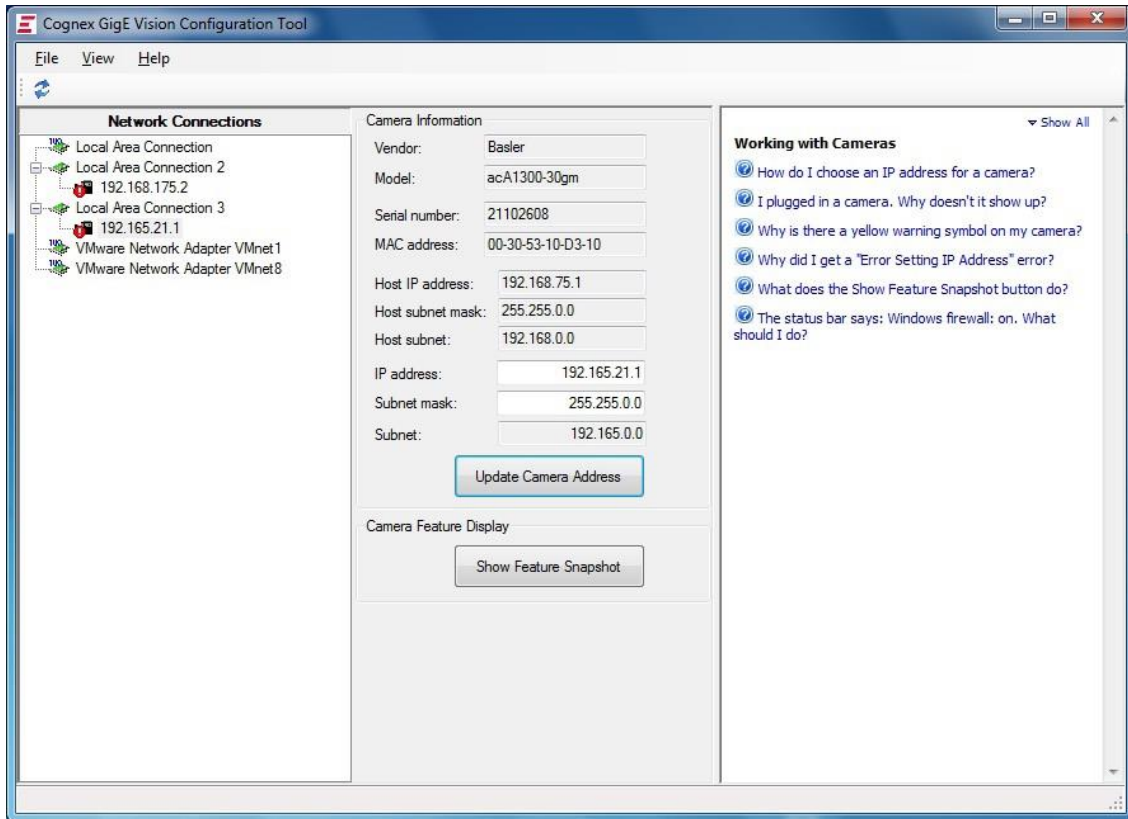 Cognex GigE Vision Configuration Tool
File View Help
Network Connections
Local Area Connection
Local Area Connection 2
192.168.175.2
Local Area Connection 3
192.165.21.1
VMware Network Adapter VMnet1
VMware Network Adapter VMnet8
Camera Information
Vendor: Basler
Model: acA1300-30gm
Serial number: 21102608
MAC address: 00-30-53-10-D3-10
Host IP address: 192.168.75.1
Host subnet mask: 255.255.0.0
Host subnet: 192.168.0.0
IP address: 192.165.21.1
Subnet mask: 255.255.0.0
Subnet: 192.165.0.0
Update Camera Address
Camera Feature Display
Show Feature Snapshot
Show All
Working with Cameras
How do I choose an IP address for a camera?
I plugged in a camera. Why doesn't it show up?
Why is there a yellow warning symbol on my camera?
Why did I get a "Error Setting IP Address" error?
What does the Show Feature Snapshot button do?
The status bar says: Windows firewall: on. What
should I do?